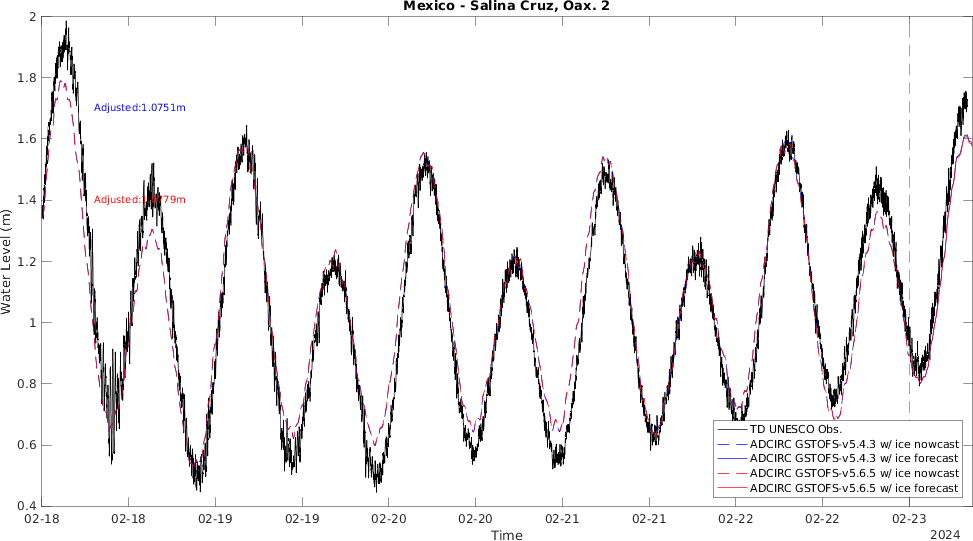 Mexico - Salina Cruz, Oax. 2
2
1.8
1.6
1.4
1.2
1
0.8
0.6
0.4
Water Level (m)
Adjusted:1.0751m
Adjusted:
TD UNESCO Obs.
ADCIRC GSTOFS-v5.4.3 w/ ice nowcast
ADCIRC GSTOFS-v5.4.3 w/ ice forecast
ADCIRC GSTOFS-v5.6.5 w/ ice nowcast
ADCIRC GSTOFS-v5.6.5 w/ ice forecast
02-18 02-18 02-19 02-19 02-20 02-20 02-21 02-21 02-22 02-22 02-23
Time
2024